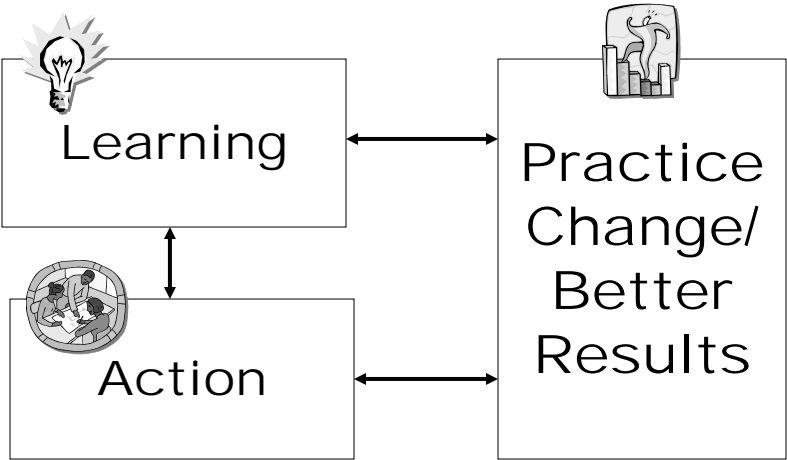 Learning
Action
Practice
Change/
Better
Results